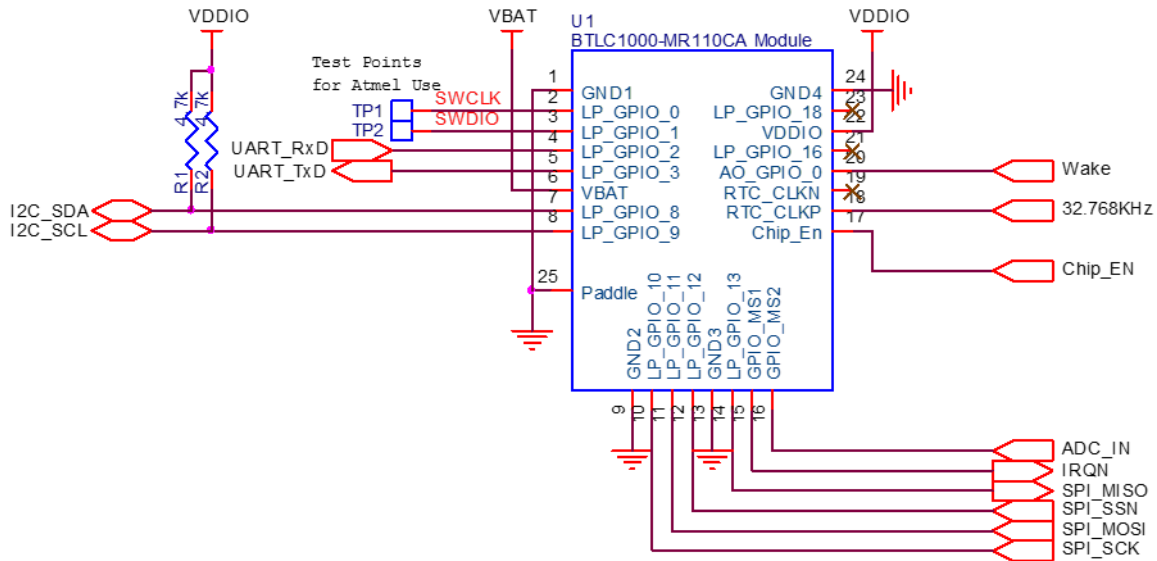 VDDIO
VBAT
U1
BTLC1000-MR110CA Module
VDDIO
Test Points
for Atmel Use
4.7k
4.7k
R1
R2
TP1
SWCLK
TP2
SWDIO
UART_RxD
UART_TxD
I2C_SDA
I2C_SCL
1
GND1
2
LP_GPIO_0
3
LP_GPIO_1
4
LP_GPIO_2
5
LP_GPIO_3
6
VBAT
7
LP_GPIO_8
8
LP_GPIO_9
25
Paddle
24
GND4
23
LP_GPIO_18
22
VDDIO
21
LP_GPIO_16
20
AO_GPIO_0
19
RTC_CLKN
18
RTC_CLKP
17
Chip_En
Wake
32.768KHz
Chip_EN
GND2
LP_GPIO_10
LP_GPIO_11
LP_GPIO_12
GND3
LP_GPIO_13
GPIO_MS1
GPIO_MS2
9
10
11
12
13
14
15
16
ADC_IN
IRQN
SPI_MISO
SPI_SSN
SPI_MOSI
SPI_SCK